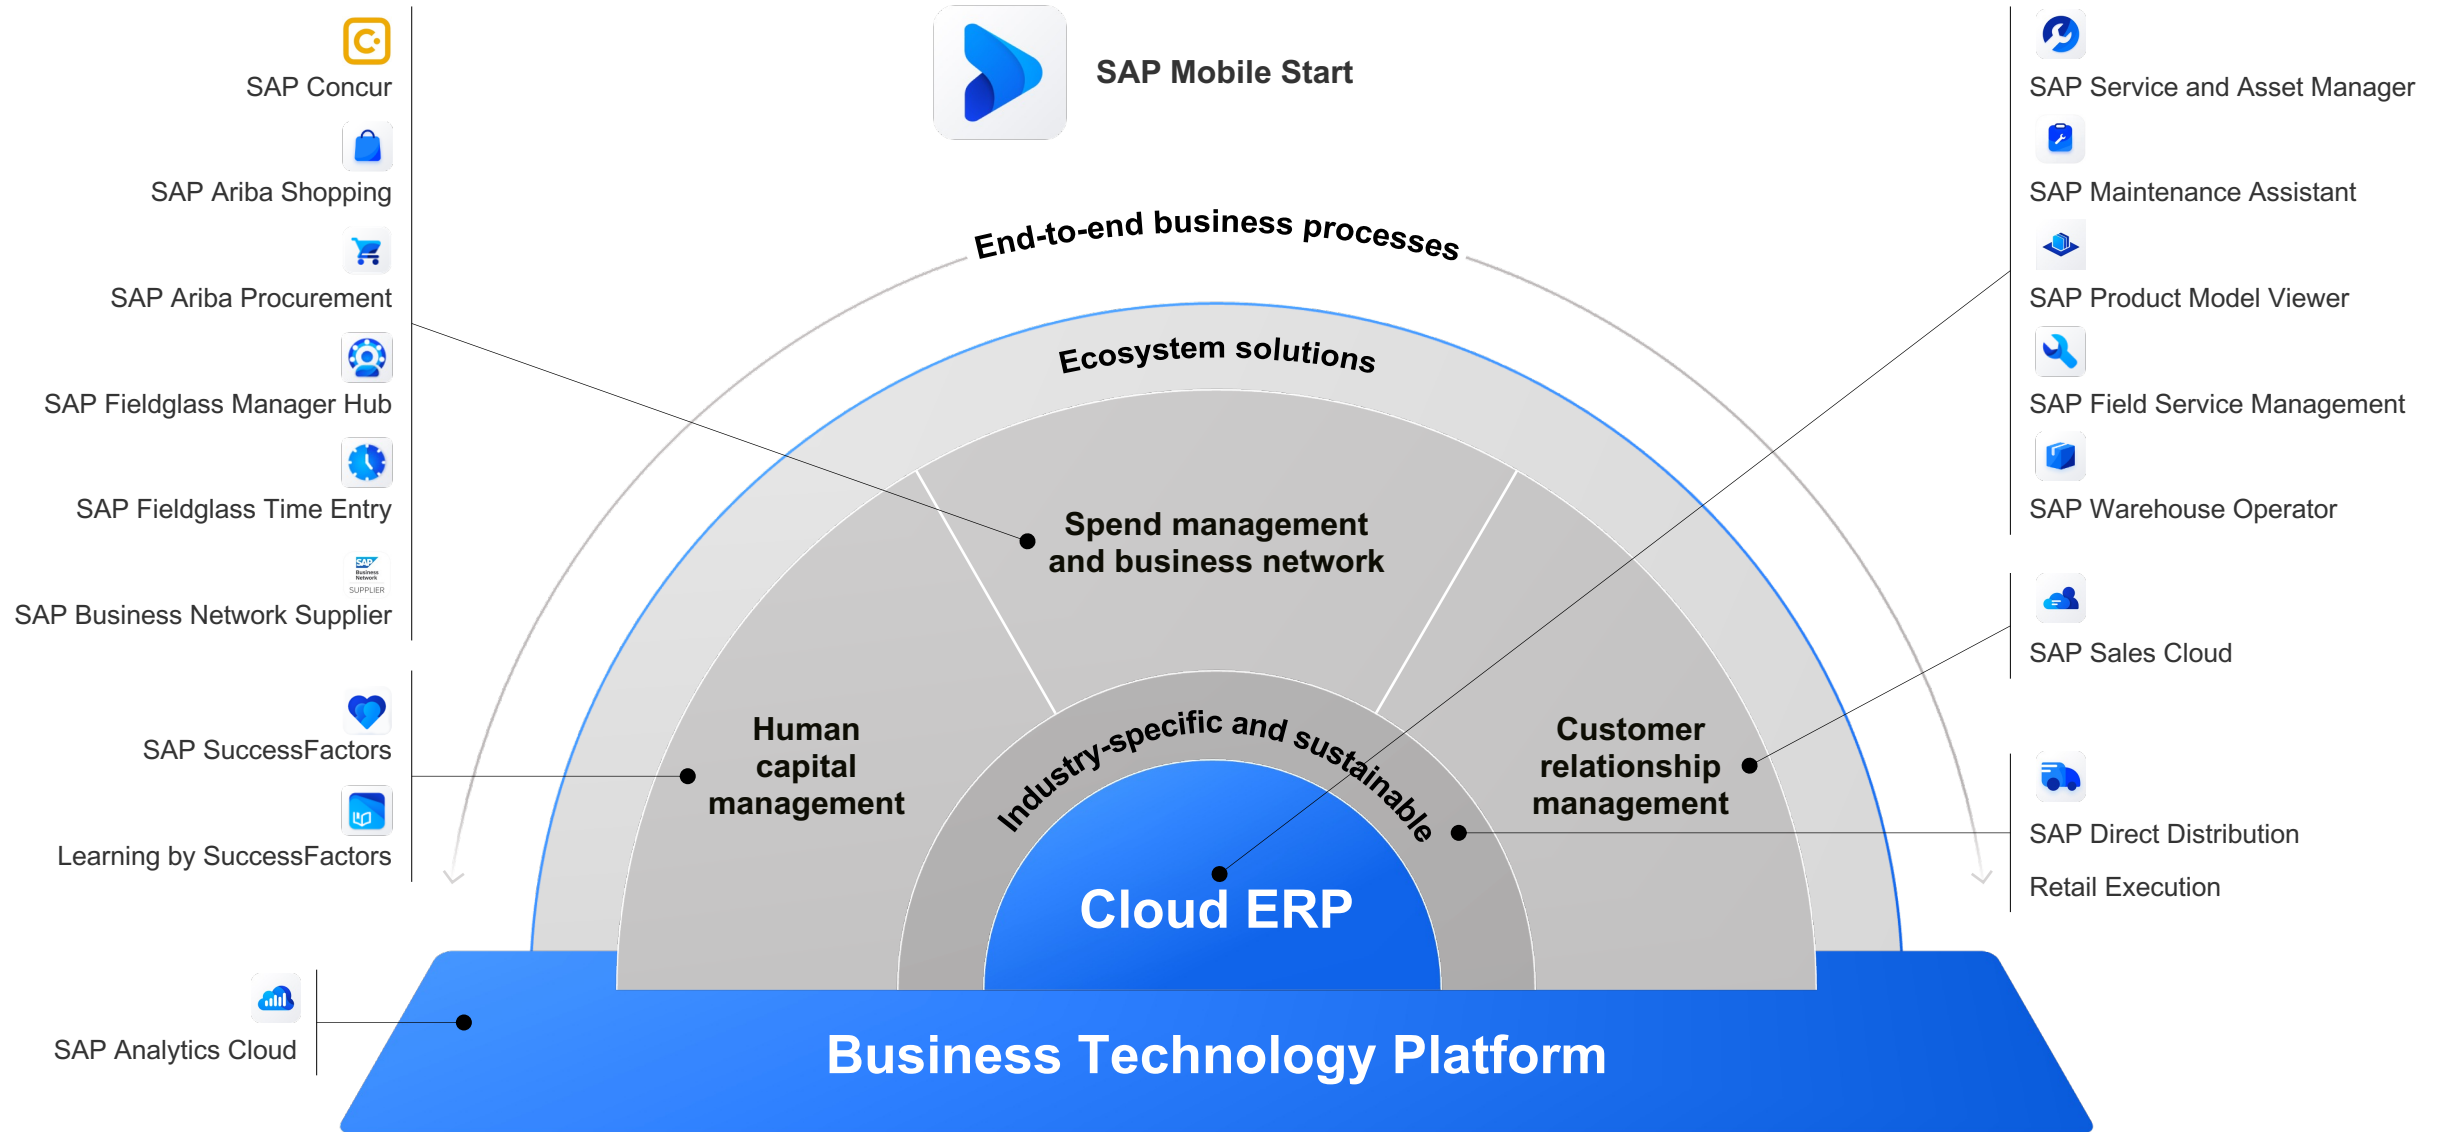 SAP Mobile Start
SAP Concur
SAP Ariba Shopping
SAP Ariba Procurement
SAP Fieldglass Manager Hub
SAP Fieldglass Time Entry
SAP
Business
Network
SUPPLIER
SAP Business Network Supplier
SAP SuccessFactors
Learning by SuccessFactors
SAP Analytics Cloud
End-to-end business processes
Ecosystem solutions
Spend management
and business network
Human
capital
management
Industry-specific and sustainable
Customer
relationship
management
Cloud ERP
Business Technology Platform
SAP Service and Asset Manager
SAP Maintenance Assistant
SAP Product Model Viewer
SAP Field Service Management
SAP Warehouse Operator
SAP Sales Cloud
SAP Direct Distribution
Retail Execution